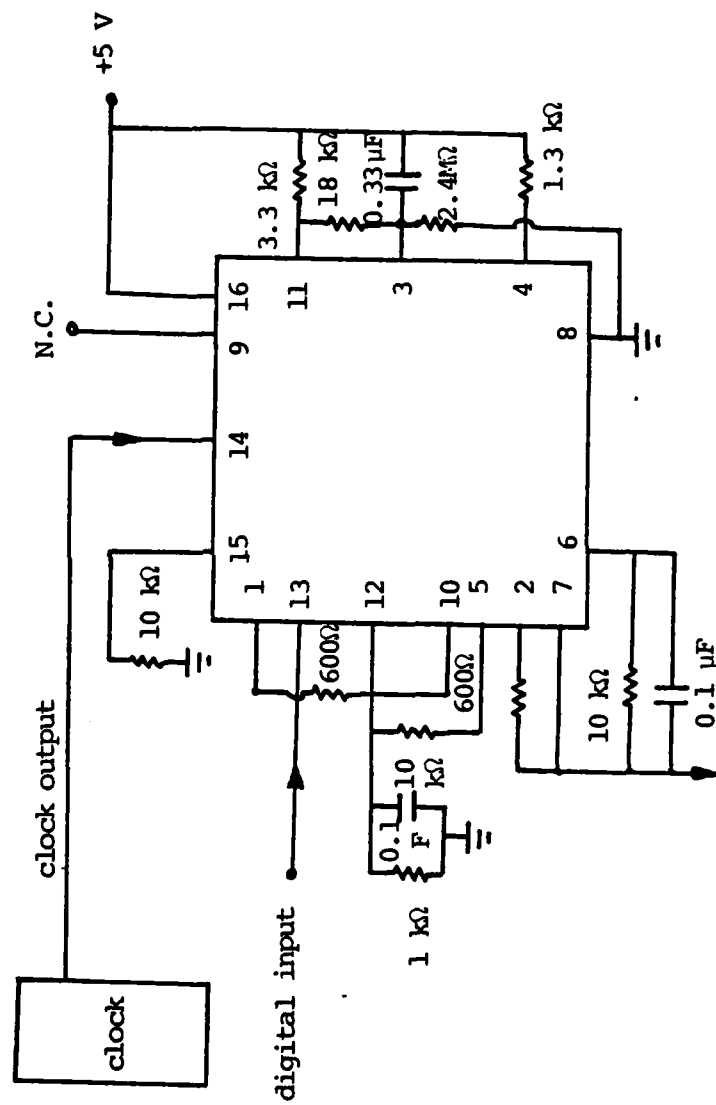 clock
clock output
digital input
N.C.
+5 V
10 kΩ
15
14
9
16
1
13
12
10
5
2
7
6
8
11
3
4
3.3 kΩ
18 kΩ
0.33 µF
2.4MΩ
1.3 kΩ
600Ω
600Ω
10
kΩ
0.1
F
1 kΩ
10 kΩ
0.1 µF